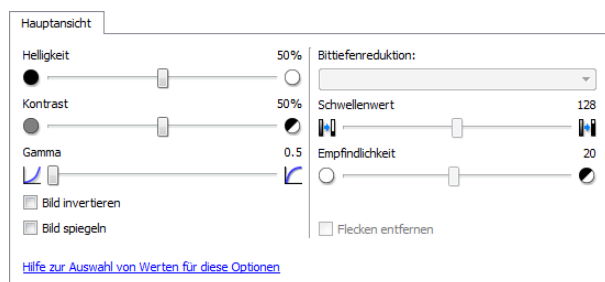 Hauptansicht
Helligkeit 50%
Kontrast 50%
Gamma 0.5
Bild invertieren
Bild spiegeln
Bittiefenreduktion:
Schwellenwert 128
Empfindlichkeit 20
Flecken entfernen
Hilfe zur Auswahl von Werten für diese Optionen